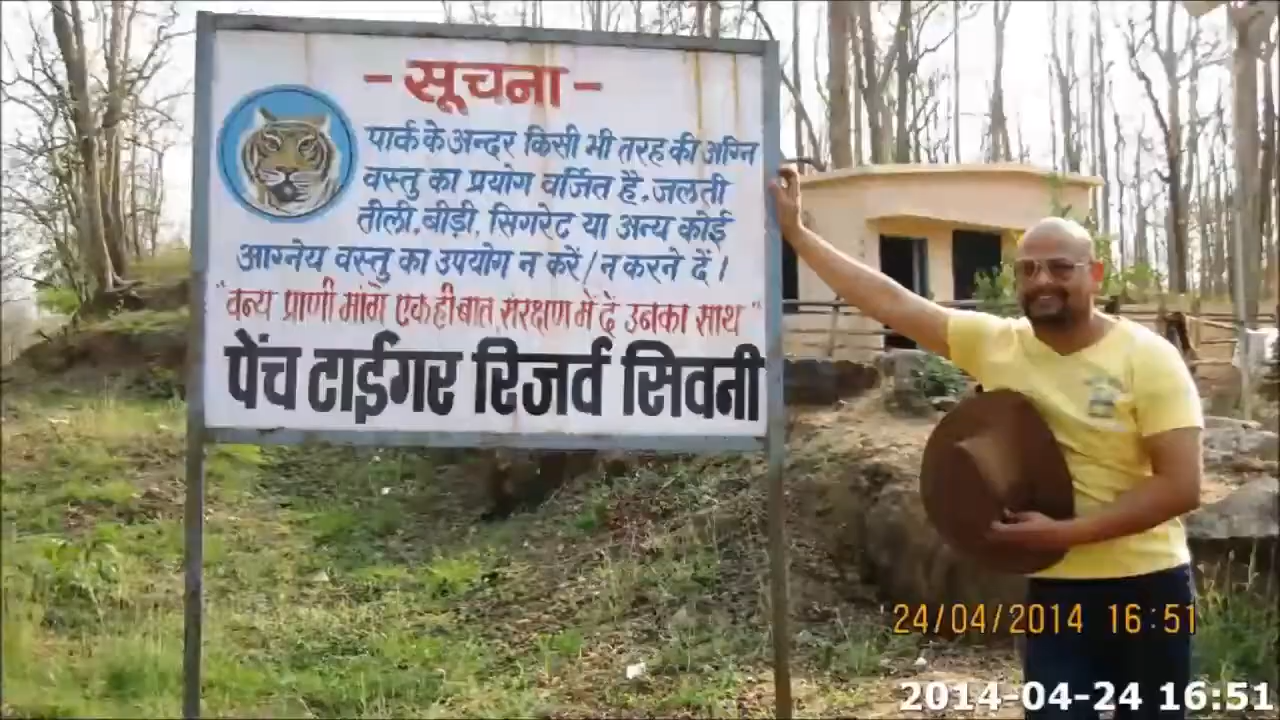 - सूचना -
पार्क के अन्दर किसी भी तरह की अग्नि
वस्तु का प्रयोग वर्जित है, जलती
तीली, बीड़ी, सिगरेट या अन्य कोई
आग्नेय वस्तु का उपयोग न करें / न करने दें ।
"वन्य प्राणी मांगे एक ही बात, संरक्षण में दें उनका साथ"
पेंच टाईगर रिजर्व सिवनी
24/04/2014 16:51
2014-04-24 16:51